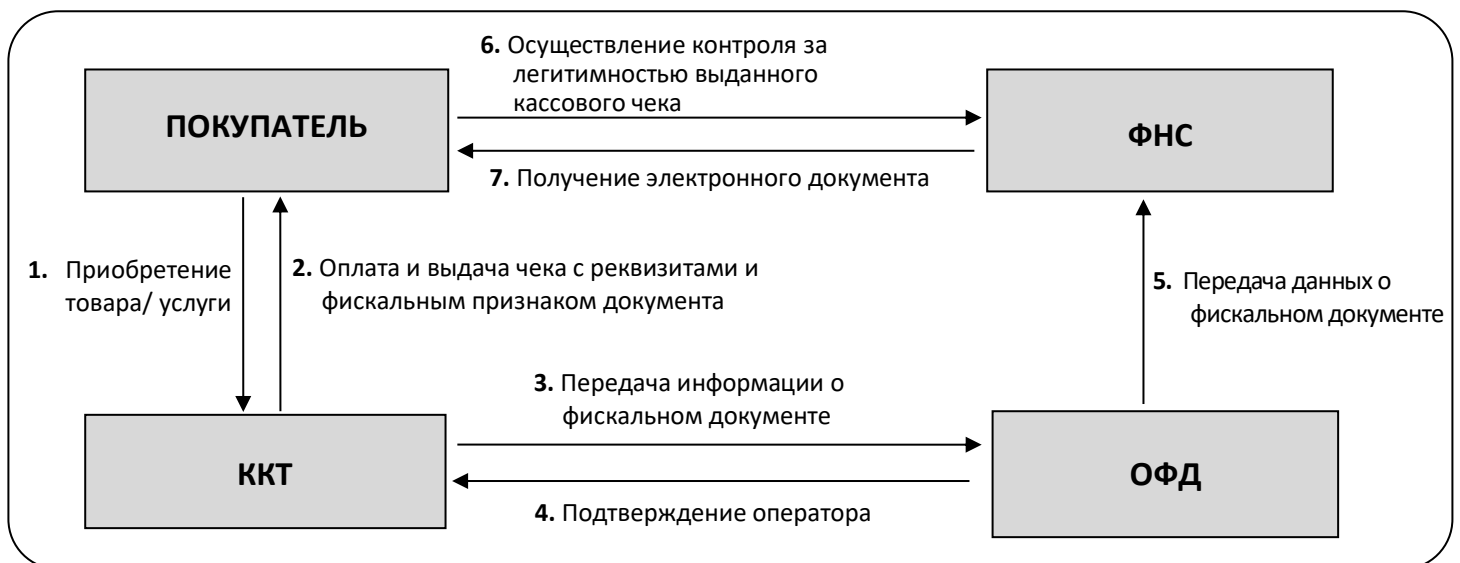 6. Осуществление контроля за
легитимностью выданного
кассового чека
ПОКУПАТЕЛЬ
ФНС
7. Получение электронного документа
1. Приобретение
товара/ услуги
2. Оплата и выдача чека с реквизитами и
фискальным признаком документа
5. Передача данных о
фискальном документе
3. Передача информации о
фискальном документе
ККТ
ОФД
4. Подтверждение оператора